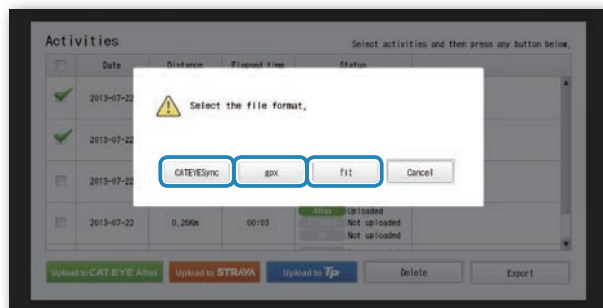 Activities
Select activities and then press any button below.
Date Distance Elapsed time Status
2013-07-22
Select the file format.
2013-07-22
CATEYESync gpx fit Cancel
2013-07-22
Atlas Uploaded
2013-07-22 0.26Km 00:03 Not uploaded
Tp Not uploaded
Upload to CATEYE Atlas Upload to STRAVA Upload to Tp Delete Export